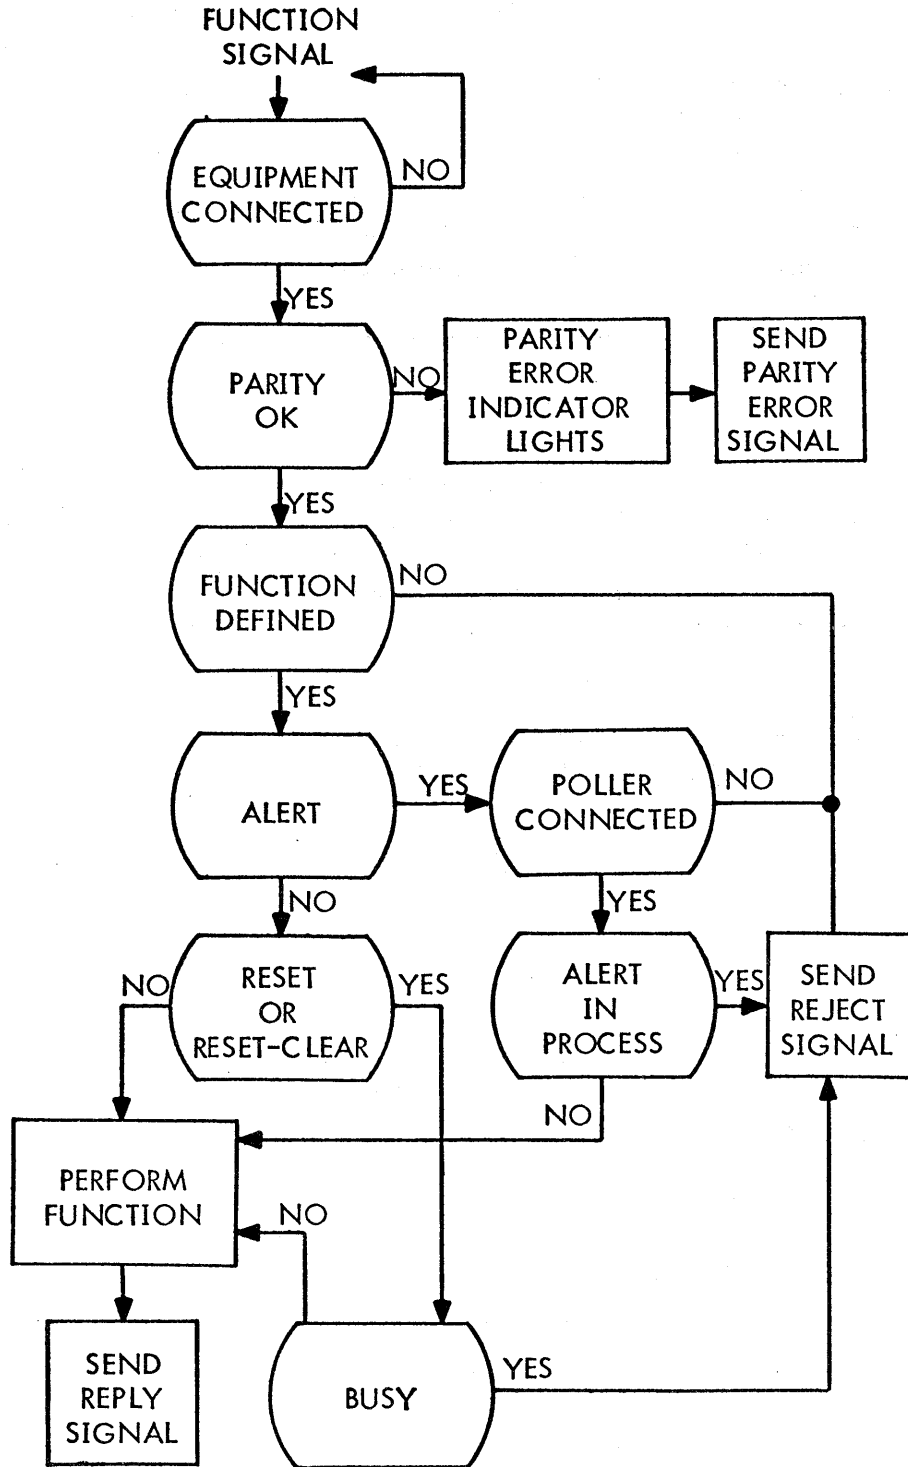 FUNCTION
SIGNAL
NO
EQUIPMENT
CONNECTED
YES
PARITY
OK
NO
PARITY
ERROR
INDICATOR
LIGHTS
SEND
PARITY
ERROR
SIGNAL
YES
FUNCTION
DEFINED
NO
YES
ALERT
YES
POLLER
CONNECTED
NO
NO
YES
NO
RESET
OR
RESET-CLEAR
YES
ALERT
IN
PROCESS
YES
SEND
REJECT
SIGNAL
NO
PERFORM
FUNCTION
NO
SEND
REPLY
SIGNAL
BUSY
YES